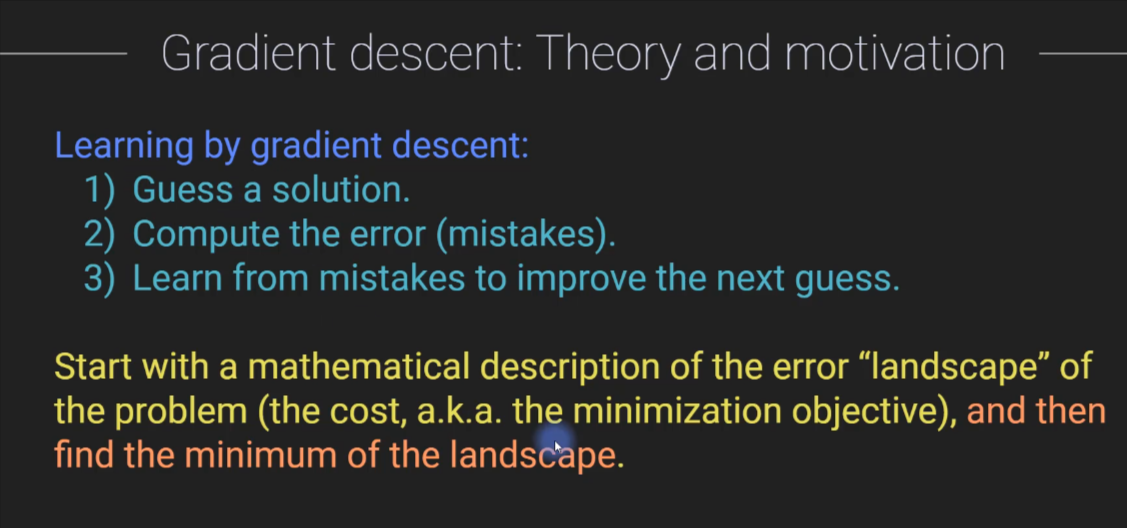 Gradient descent: Theory and motivation
Learning by gradient descent:
1) Guess a solution.
2) Compute the error (mistakes).
3) Learn from mistakes to improve the next guess.
Start with a mathematical description of the error “landscape” of
the problem (the cost, a.k.a. the minimization objective), and then
find the minimum of the landscape.